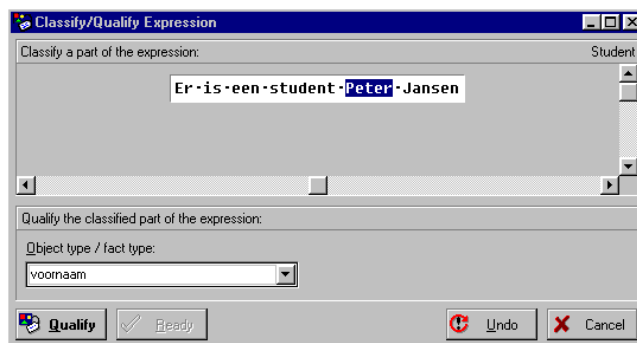 Classify/Qualify Expression
Classify a part of the expression: Student
Er·is·een·student·Peter·Jansen
Qualify the classified part of the expression:
Object type / fact type:
voornaam
Qualify Ready Undo Cancel